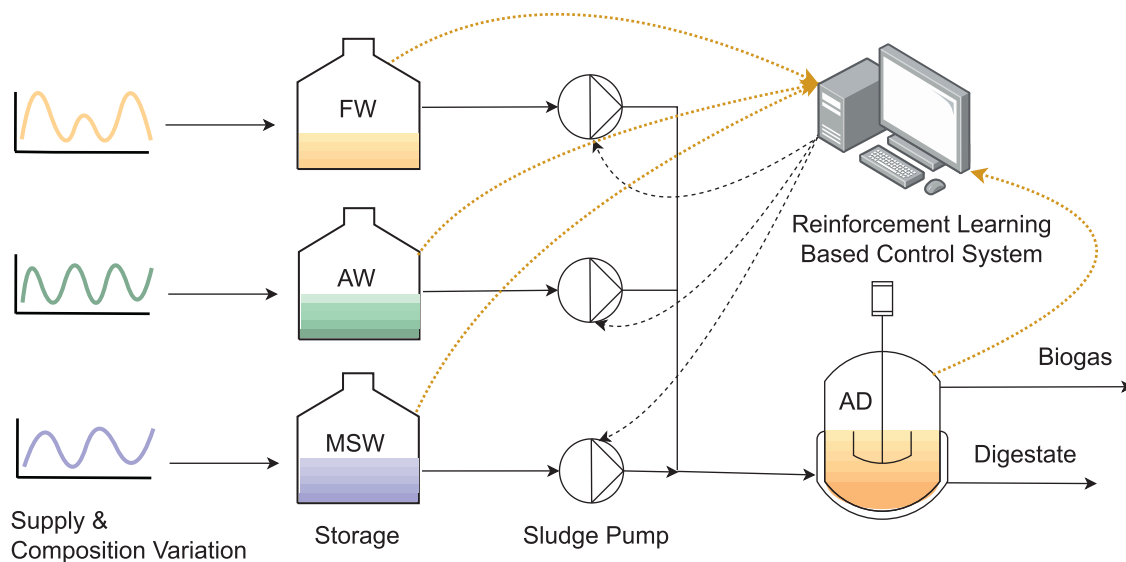 FW
AW
MSW
Supply &
Composition Variation
Storage
Sludge Pump
Reinforcement Learning
Based Control System
AD
Biogas
Digestate